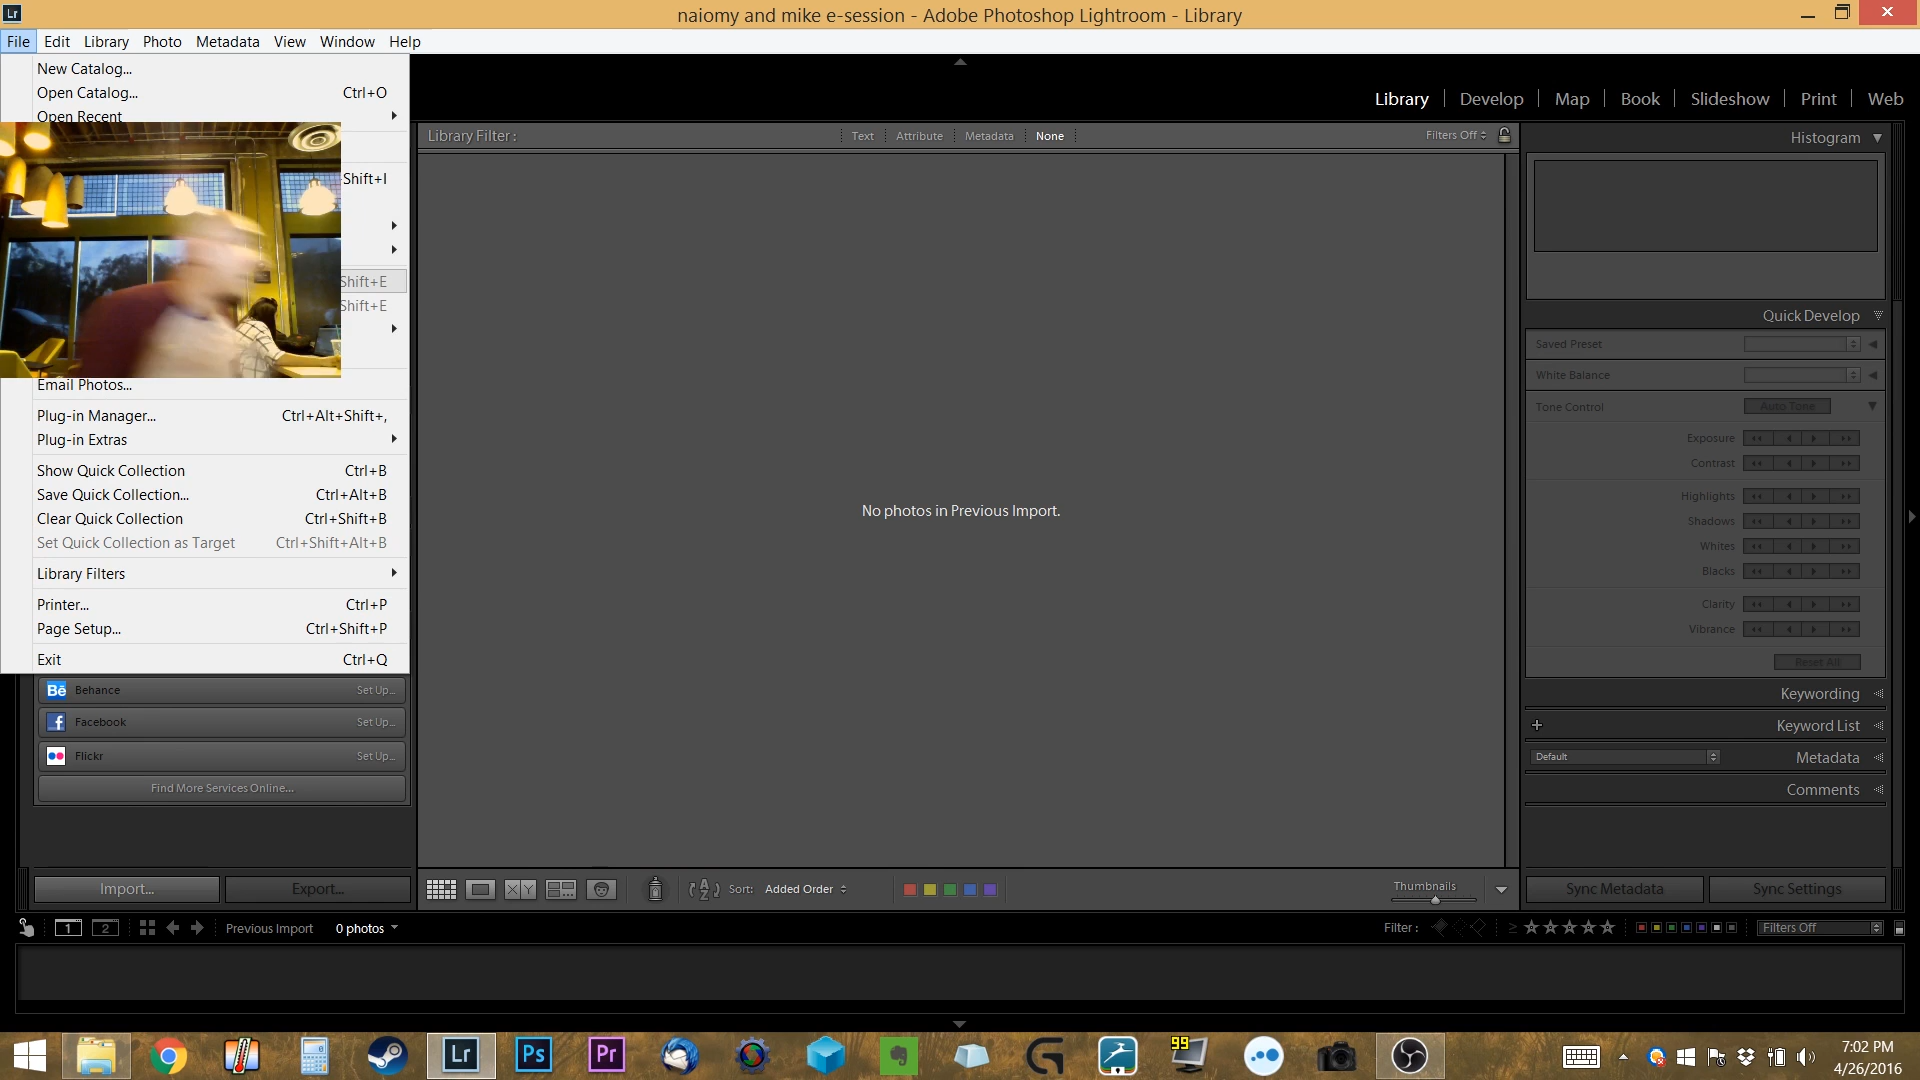 Lr
naiomy and mike e-session - Adobe Photoshop Lightroom - Library
File Edit Library Photo Metadata View Window Help
New Catalog...
Open Catalog... Ctrl+O
Open Recent
Shift+I
Shift+E
Shift+E
Email Photos...
Plug-in Manager... Ctrl+Alt+Shift+,
Plug-in Extras
Show Quick Collection Ctrl+B
Save Quick Collection... Ctrl+Alt+B
Clear Quick Collection Ctrl+Shift+B
Set Quick Collection as Target Ctrl+Shift+Alt+B
Library Filters
Printer... Ctrl+P
Page Setup... Ctrl+Shift+P
Exit Ctrl+Q
Bē Behance Set Up...
f Facebook Set Up...
Flickr Set Up...
Find More Services Online...
Import... Export...
Library Develop Map Book Slideshow Print Web
Library Filter : Text Attribute Metadata None Filters Off
No photos in Previous Import.
Histogram
Quick Develop
Saved Preset
White Balance
Tone Control Auto Tone
Exposure
Contrast
Highlights
Shadows
Whites
Blacks
Clarity
Vibrance
Reset All
Keywording
Keyword List
Default Metadata
Comments
X Y A Z Sort: Added Order Thumbnails
Sync Metadata Sync Settings
1 2 Previous Import 0 photos Filter : Filters Off
Lr Ps Pr 99
7:02 PM
4/26/2016